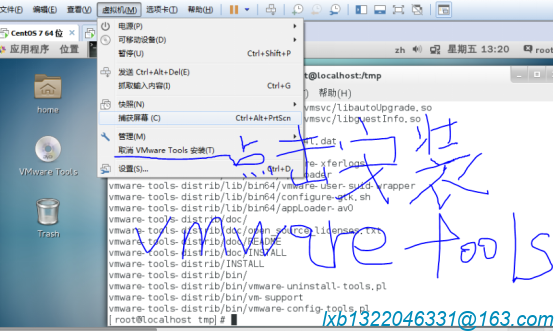 文件(F) 编辑(E) 查看(V) 虚拟机(M) 选项卡(T) 帮助(H)
CentOS 7 64 位
应用程序 位置
电源(P)
可移动设备(D)
暂停(U) Ctrl+Shift+P
发送 Ctrl+Alt+Del(E)
抓取输入内容(I) Ctrl+G
快照(N)
捕获屏幕 (C) Ctrl+Alt+PrtScn
管理(M)
取消 VMware Tools 安装(T)
设置(S)... Ctrl+D
zh 星期五 13:20 root
t@localhost:/tmp
帮助(H)
vmsvc/libautoUpgrade.so
vmsvc/libguestInfo.so
home
VMware Tools
Trash
点击安装
vmware tools
vmware-tools-distrib/lib/bin64/vmware-user-suid-wrapper
vmware-tools-distrib/lib/bin64/configure-gtk.sh
vmware-tools-distrib/lib/bin64/appLoader-av0
vmware-tools-distrib/doc/
vmware-tools-distrib/doc/open_source_licenses.txt
vmware-tools-distrib/doc/README
vmware-tools-distrib/doc/INSTALL
vmware-tools-distrib/INSTALL
vmware-tools-distrib/bin/
vmware-tools-distrib/bin/vmware-uninstall-tools.pl
vmware-tools-distrib/bin/vm-support
vmware-tools-distrib/bin/vmware-config-tools.pl
[root@localhost tmp]#
lxb1322046331@163.com